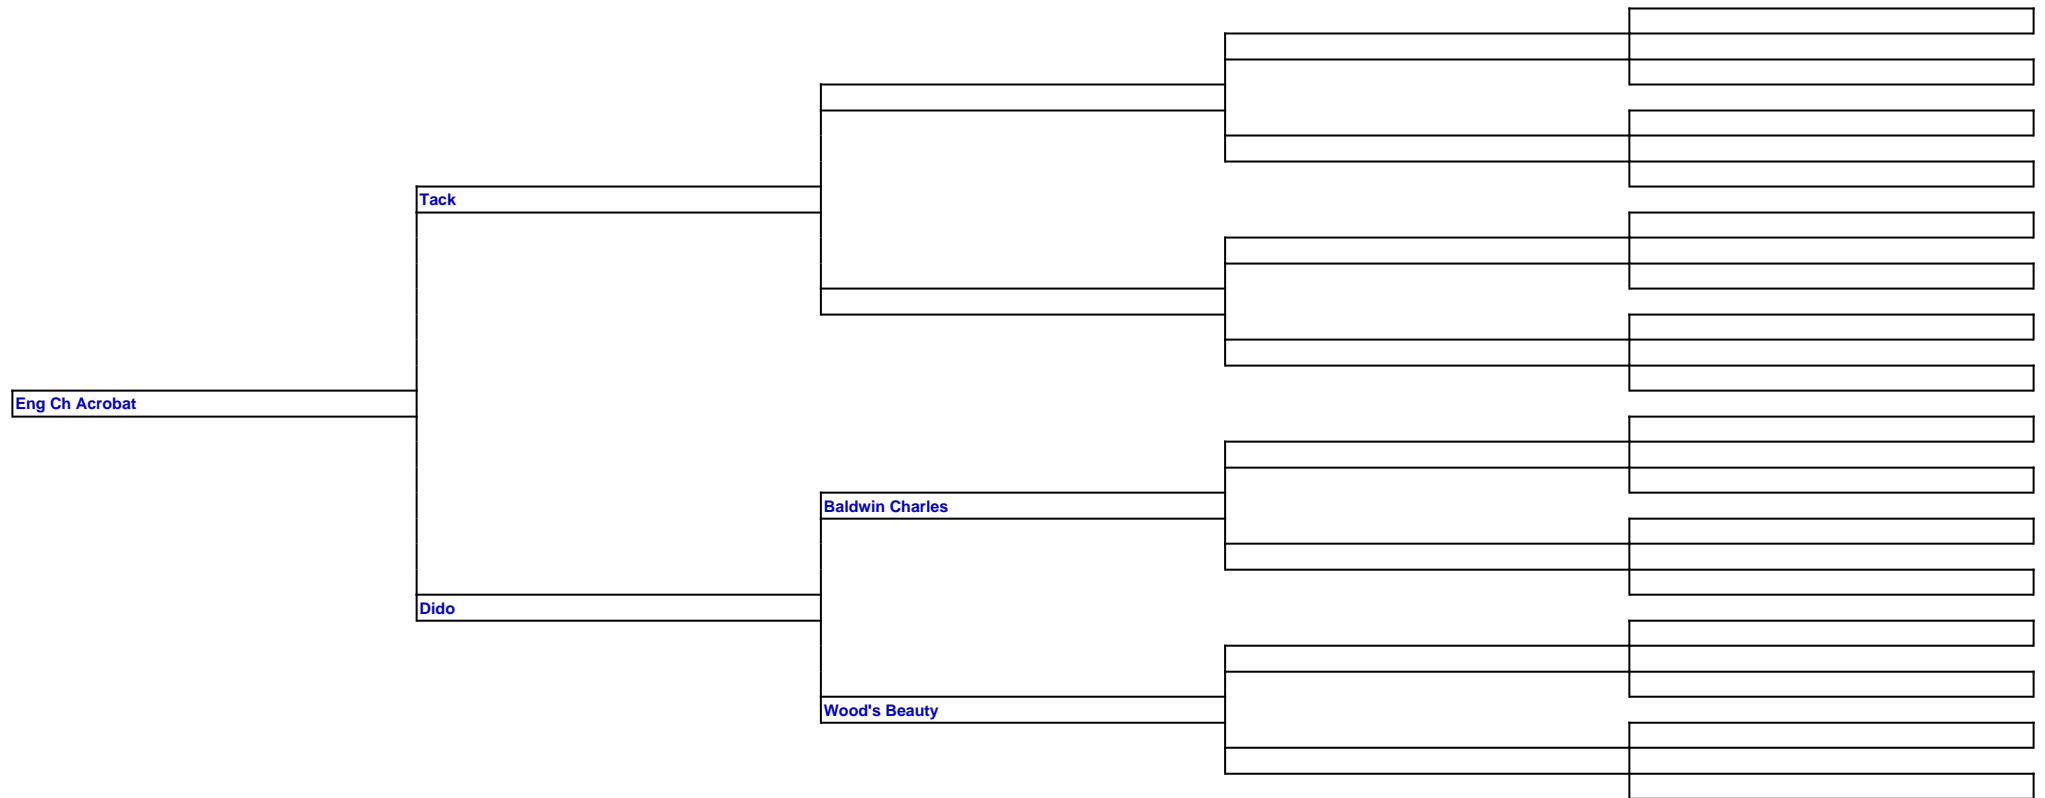 Tack
Eng Ch Acrobat
Baldwin Charles
Dido
Wood's Beauty